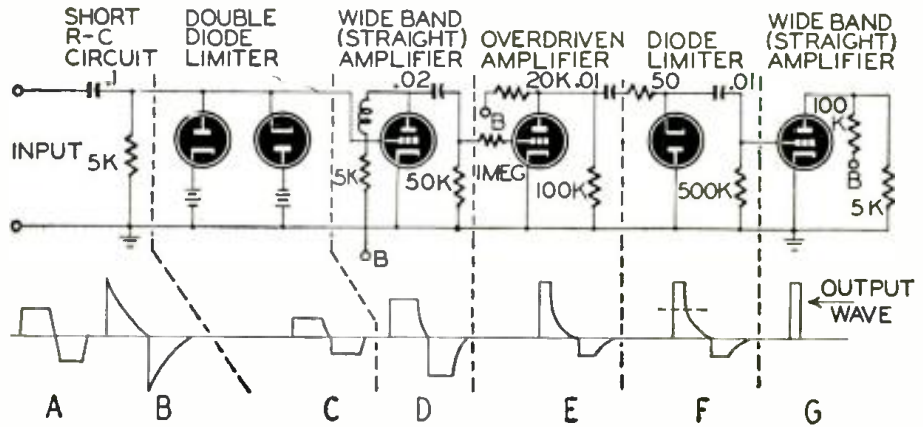 SHORT
R-C
CIRCUIT
DOUBLE
DIODE
LIMITER
WIDE BAND
(STRAIGHT)
AMPLIFIER
OVERDRIVEN
AMPLIFIER
DIODE
LIMITER
WIDE BAND
(STRAIGHT)
AMPLIFIER
.1
.02
20K
.01
50
.01
100
K
B
B
INPUT
5K
5K
50K
1MEG
100K
500K
5K
B
OUTPUT
WAVE
A
B
C
D
E
F
G